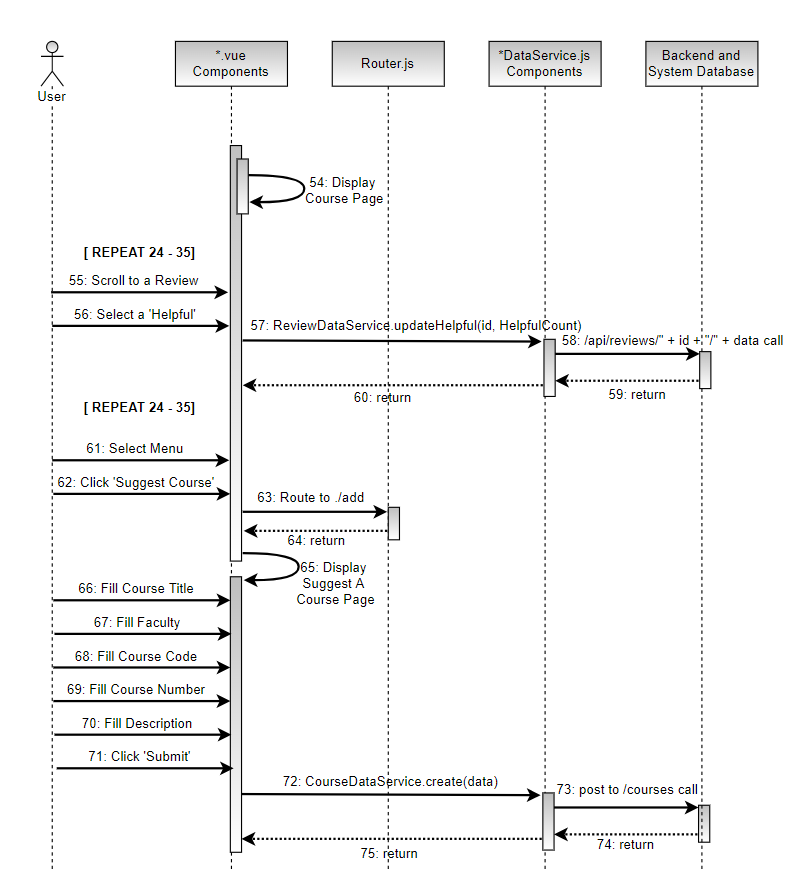 User
*.vue
Components
Router.js
*DataService.js
Components
Backend and
System Database
54: Display
Course Page
[ REPEAT 24 - 35]
55: Scroll to a Review
56: Select a 'Helpful'
57: ReviewDataService.updateHelpful(id, HelpfulCount)
58: /api/reviews/" + id + "/" + data call
59: return
60: return
[ REPEAT 24 - 35]
61: Select Menu
62: Click 'Suggest Course'
63: Route to ./add
64: return
65: Display
Suggest A
Course Page
66: Fill Course Title
67: Fill Faculty
68: Fill Course Code
69: Fill Course Number
70: Fill Description
71: Click 'Submit'
72: CourseDataService.create(data)
73: post to /courses call
74: return
75: return